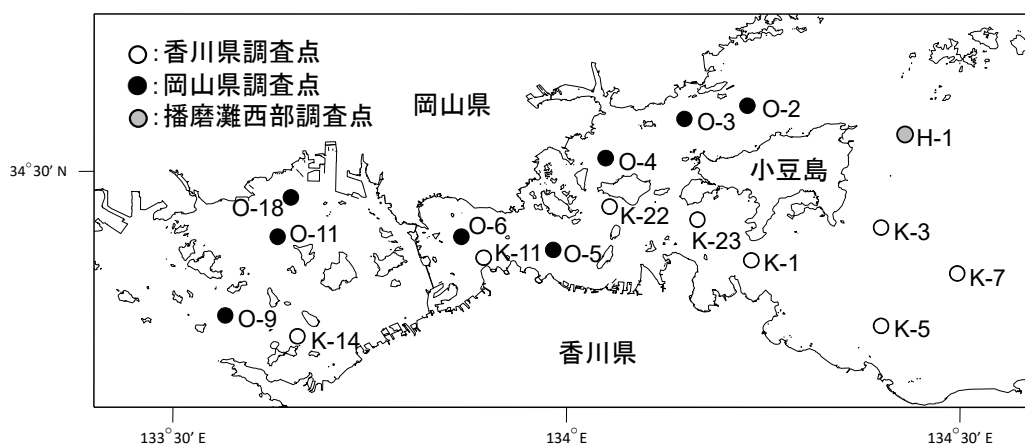 ○: 香川県調査点
●: 岡山県調査点
●: 播磨灘西部調査点
岡山県
O-2
O-3
H-1
O-4
小豆島
34°30' N
O-18
K-22
O-11
O-6
K-23
K-3
K-11
O-5
K-1
K-7
O-9
K-14
K-5
香川県
133°30' E
134° E
134°30' E